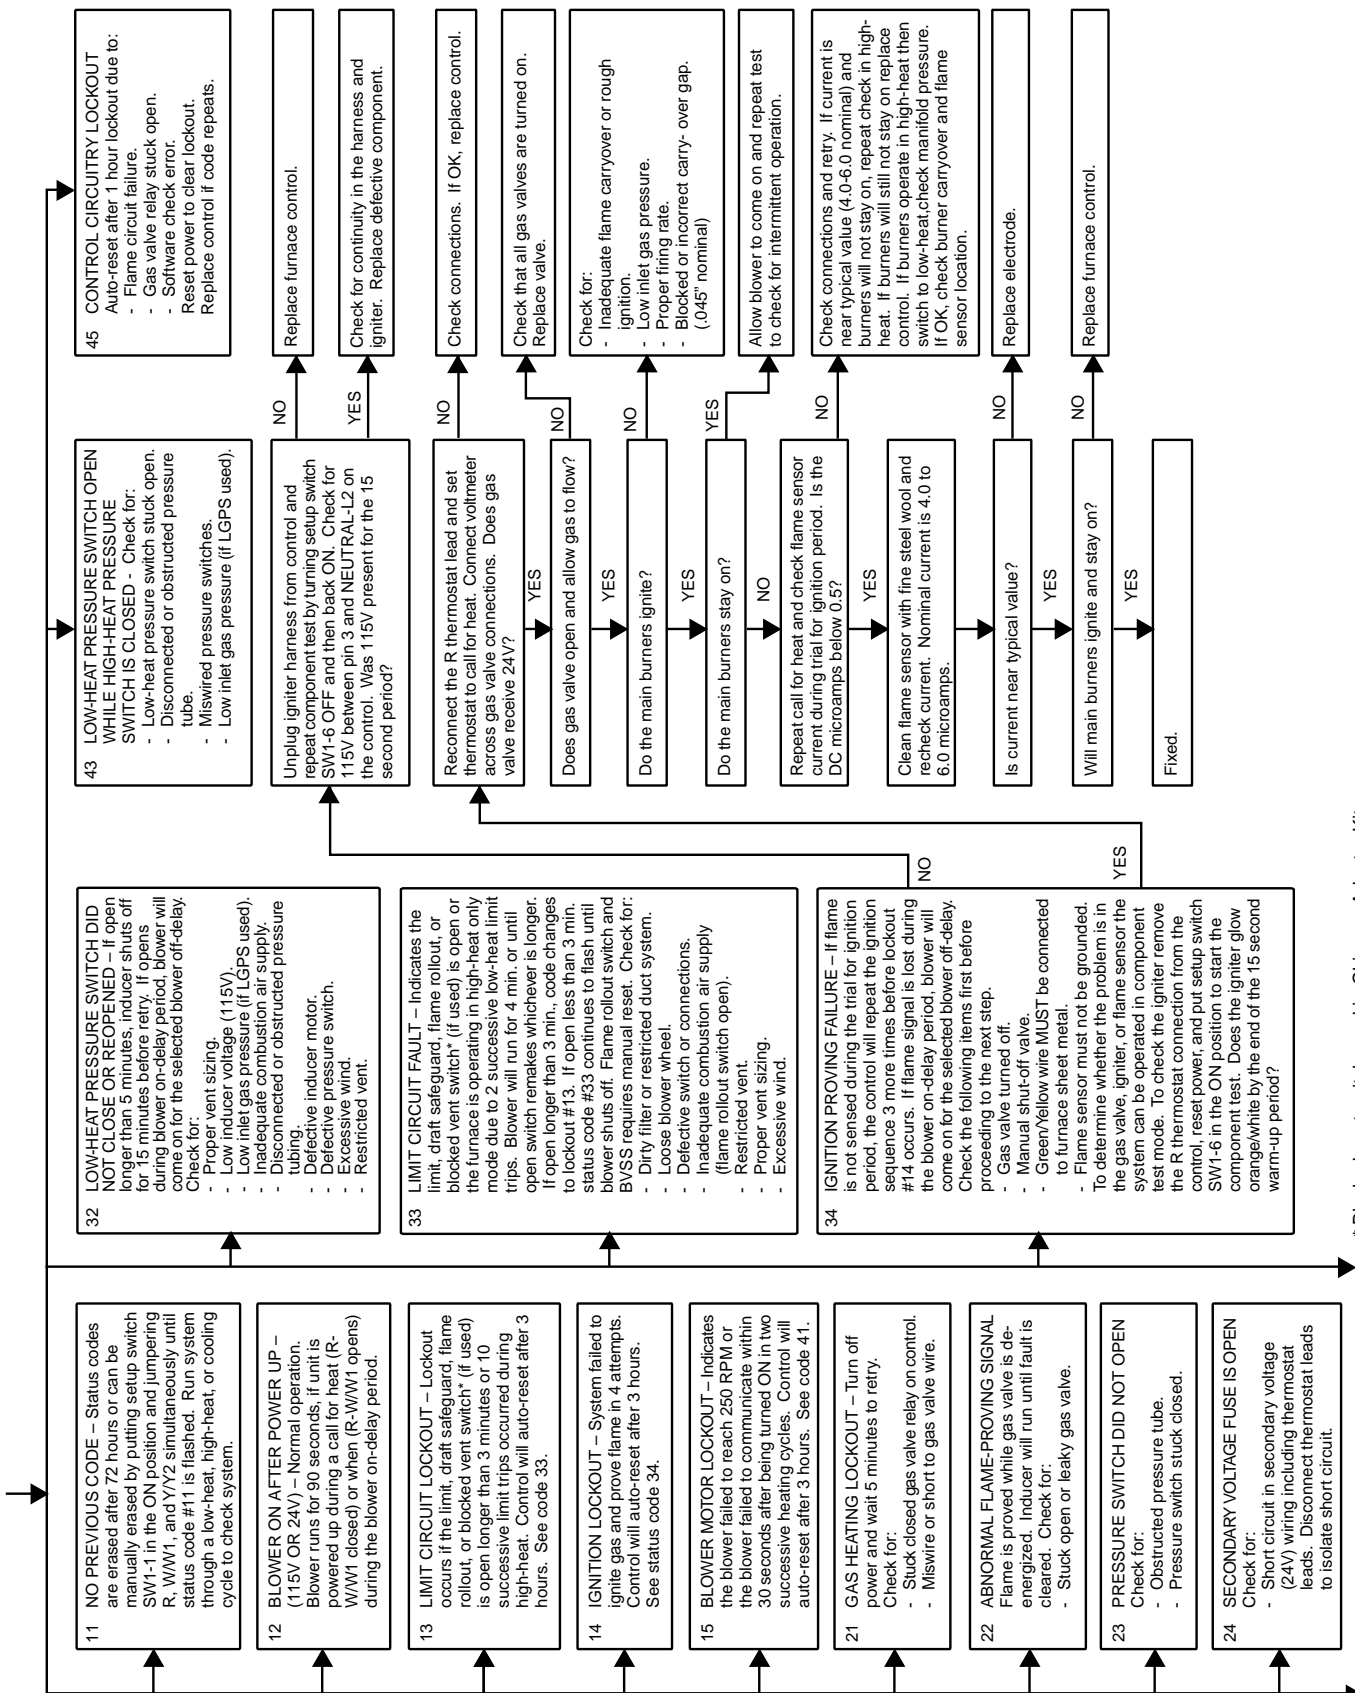 11 NO PREVIOUS CODE – Status codes
are erased after 72 hours or can be
manually erased by putting setup switch
SW1-1 in the ON position and jumpering
R, W/W1, and Y/Y2 simultaneously until
status code #11 is flashed. Run system
through a low-heat, high-heat, or cooling
cycle to check system.
12 BLOWER ON AFTER POWER UP –
(115V OR 24V) – Normal operation.
Blower runs for 90 seconds, if unit is
powered up during a call for heat (R-
W/W1 closed) or when (R-W/W1 opens)
during the blower on-delay period.
13 LIMIT CIRCUIT LOCKOUT – Lockout
occurs if the limit, draft safeguard, flame
rollout, or blocked vent switch* (if used)
is open longer than 3 minutes or 10
successive limit trips occurred during
high-heat. Control will auto-reset after 3
hours. See code 33.
14 IGNITION LOCKOUT – System failed to
ignite gas and prove flame in 4 attempts.
Control will auto-reset after 3 hours.
See status code 34.
15 BLOWER MOTOR LOCKOUT – Indicates
the blower failed to reach 250 RPM or
the blower failed to communicate within
30 seconds after being turned ON in two
successive heating cycles. Control will
auto-reset after 3 hours. See code 41.
21 GAS HEATING LOCKOUT – Turn off
power and wait 5 minutes to retry.
Check for:
- Stuck closed gas valve relay on control.
- Miswire or short to gas valve wire.
22 ABNORMAL FLAME-PROVING SIGNAL
Flame is proved while gas valve is de-
energized. Inducer will run until fault is
cleared. Check for:
- Stuck open or leaky gas valve.
23 PRESSURE SWITCH DID NOT OPEN
Check for:
- Obstructed pressure tube.
- Pressure switch stuck closed.
24 SECONDARY VOLTAGE FUSE IS OPEN
Check for:
- Short circuit in secondary voltage
(24V) wiring including thermostat
leads. Disconnect thermostat leads
to isolate short circuit.
32 LOW-HEAT PRESSURE SWITCH DID
NOT CLOSE OR REOPENED – If open
longer than 5 minutes, inducer shuts off
for 15 minutes before retry. If opens
during blower on-delay period, blower will
come on for the selected blower off-delay.
Check for:
- Proper vent sizing.
- Low inducer voltage (115V).
- Low inlet gas pressure (if LGPS used).
- Inadequate combustion air supply.
- Disconnected or obstructed pressure
tubing.
- Defective inducer motor.
- Defective pressure switch.
- Excessive wind.
- Restricted vent.
33 LIMIT CIRCUIT FAULT – Indicates the
limit, draft safeguard, flame rollout, or
blocked vent switch* (if used) is open or
the furnace is operating in high-heat only
mode due to 2 successive low-heat limit
trips. Blower will run for 4 min. or until
open switch remakes whichever is longer.
If open longer than 3 min., code changes
to lockout #13. If open less than 3 min.
status code #33 continues to flash until
blower shuts off. Flame rollout switch and
BVSS requires manual reset. Check for:
- Dirty filter or restricted duct system.
- Loose blower wheel.
- Defective switch or connections.
- Inadequate combustion air supply
(flame rollout switch open).
- Restricted vent.
- Proper vent sizing.
- Excessive wind.
34 IGNITION PROVING FAILURE – If flame
is not sensed during the trial for ignition
period, the control will repeat the ignition
sequence 3 more times before lockout
#14 occurs. If flame signal is lost during
the blower on-delay period, blower will
come on for the selected blower off-delay.
Check the following items first before
proceeding to the next step.
- Gas valve turned off.
- Manual shut-off valve.
- Green/Yellow wire MUST be connected
to furnace sheet metal.
- Flame sensor must not be grounded.
To determine whether the problem is in
the gas valve, igniter, or flame sensor the
system can be operated in component
test mode. To check the igniter remove
the R thermostat connection from the
control, reset power, and put setup switch
SW1-6 in the ON position to start the
component test. Does the igniter glow
orange/white by the end of the 15 second
warm-up period?
NO
YES
43 LOW-HEAT PRESSURE SWITCH OPEN
WHILE HIGH-HEAT PRESSURE
SWITCH IS CLOSED - Check for:
- Low-heat pressure switch stuck open.
- Disconnected or obstructed pressure
tube.
- Miswired pressure switches.
- Low inlet gas pressure (if LGPS used).
Unplug igniter harness from control and
repeat component test by turning setup switch
SW1-6 OFF and then back ON. Check for
115V between pin 3 and NEUTRAL-L2 on
the control. Was 115V present for the 15
second period?
NO
YES
Reconnect the R thermostat lead and set
thermostat to call for heat. Connect voltmeter
across gas valve connections. Does gas
valve receive 24V?
NO
YES
Does gas valve open and allow gas to flow?
NO
YES
Do the main burners ignite?
NO
YES
Do the main burners stay on?
YES
NO
Repeat call for heat and check flame sensor
current during trial for ignition period. Is the
DC microamps below 0.5?
NO
YES
Clean flame sensor with fine steel wool and
recheck current. Nominal current is 4.0 to
6.0 microamps.
Is current near typical value?
NO
YES
Will main burners ignite and stay on?
NO
YES
Fixed.
45 CONTROL CIRCUITRY LOCKOUT
Auto-reset after 1 hour lockout due to:
- Flame circuit failure.
- Gas valve relay stuck open.
- Software check error.
Reset power to clear lockout.
Replace control if code repeats.
Replace furnace control.
Check for continuity in the harness and
igniter. Replace defective component.
Check connections. If OK, replace control.
Check that all gas valves are turned on.
Replace valve.
Check for:
- Inadequate flame carryover or rough
ignition.
- Low inlet gas pressure.
- Proper firing rate.
- Blocked or incorrect carry- over gap.
(.045" nominal)
Allow blower to come on and repeat test
to check for intermittent operation.
Check connections and retry. If current is
near typical value (4.0-6.0 nominal) and
burners will not stay on, repeat check in high-
heat. If burners will still not stay on replace
control. If burners operate in high-heat then
switch to low-heat,check manifold pressure.
If OK, check burner carryover and flame
sensor location.
Replace electrode.
Replace furnace control.